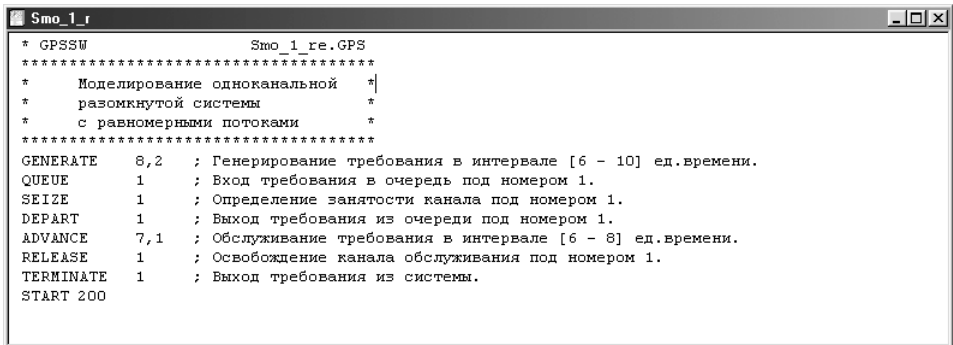 Smo_1_r
* GPSSW Smo_1_re.GPS
*************************************
* Моделирование одноканальной *
* разомкнутой системы *
* с равномерными потоками *
*************************************
GENERATE 8,2 ; Генерирование требования в интервале [6 - 10] ед.времени.
QUEUE 1 ; Вход требования в очередь под номером 1.
SEIZE 1 ; Определение занятости канала под номером 1.
DEPART 1 ; Выход требования из очереди под номером 1.
ADVANCE 7,1 ; Обслуживание требования в интервале [6 - 8] ед.времени.
RELEASE 1 ; Освобождение канала обслуживания под номером 1.
TERMINATE 1 ; Выход требования из системы.
START 200